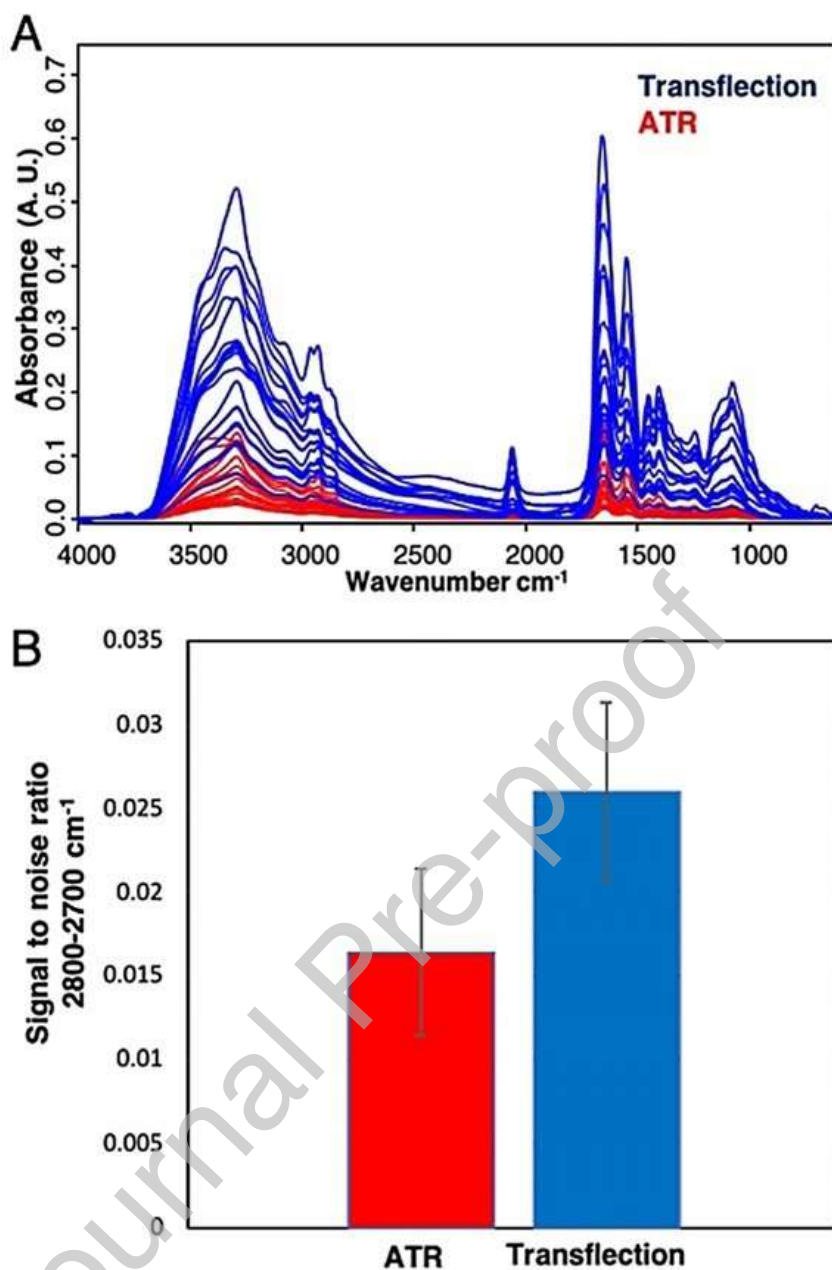 A
0.7
0.6
0.5
0.4
0.3
0.2
0.1
0.0
Absorbance (A. U.)
Transflection
ATR
4000 3500 3000 2500 2000 1500 1000
Wavenumber cm-1
B
0.035
0.03
0.025
0.02
0.015
0.01
0.005
0
Signal to noise ratio
2800-2700 cm-1
ATR Transflection
ournal Pre-proof